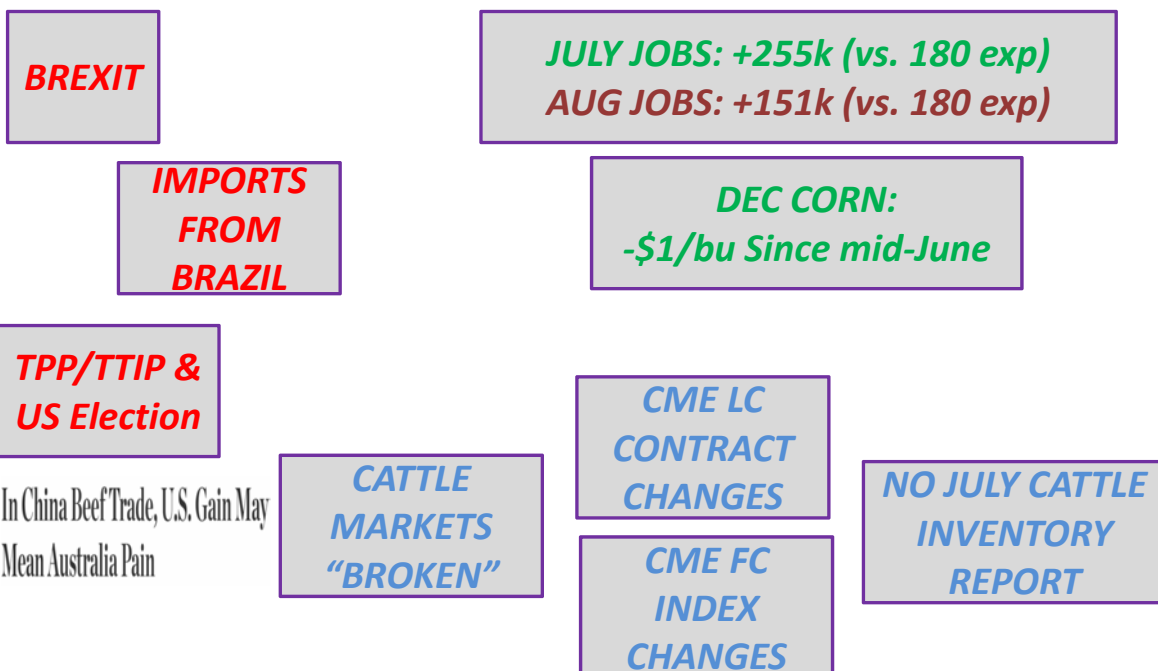 BREXIT
JULY JOBS: +255k (vs. 180 exp)
AUG JOBS: +151k (vs. 180 exp)
IMPORTS
FROM
BRAZIL
DEC CORN:
-$1/bu Since mid-June
TPP/TTIP &
US Election
In China Beef Trade, U.S. Gain May
Mean Australia Pain
CATTLE
MARKETS
“BROKEN”
CME LC
CONTRACT
CHANGES
CME FC
INDEX
CHANGES
NO JULY CATTLE
INVENTORY
REPORT